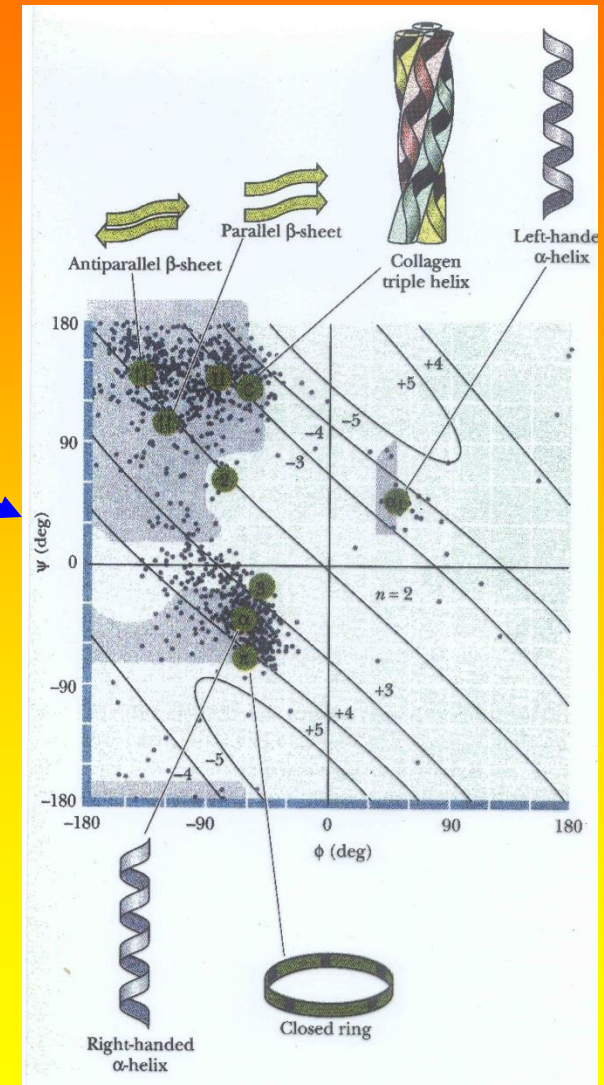 Antiparallel β-sheet
Parallel β-sheet
Collagen
triple helix
Left-hande
α-helix
180
90
0
-90
-180
ψ (deg)
2
3
α
π
+5
+4
-5
-4
-3
n = 2
+3
+4
+5
-5
-4
-180
-90
0
90
180
ϕ (deg)
Right-handed
α-helix
Closed ring